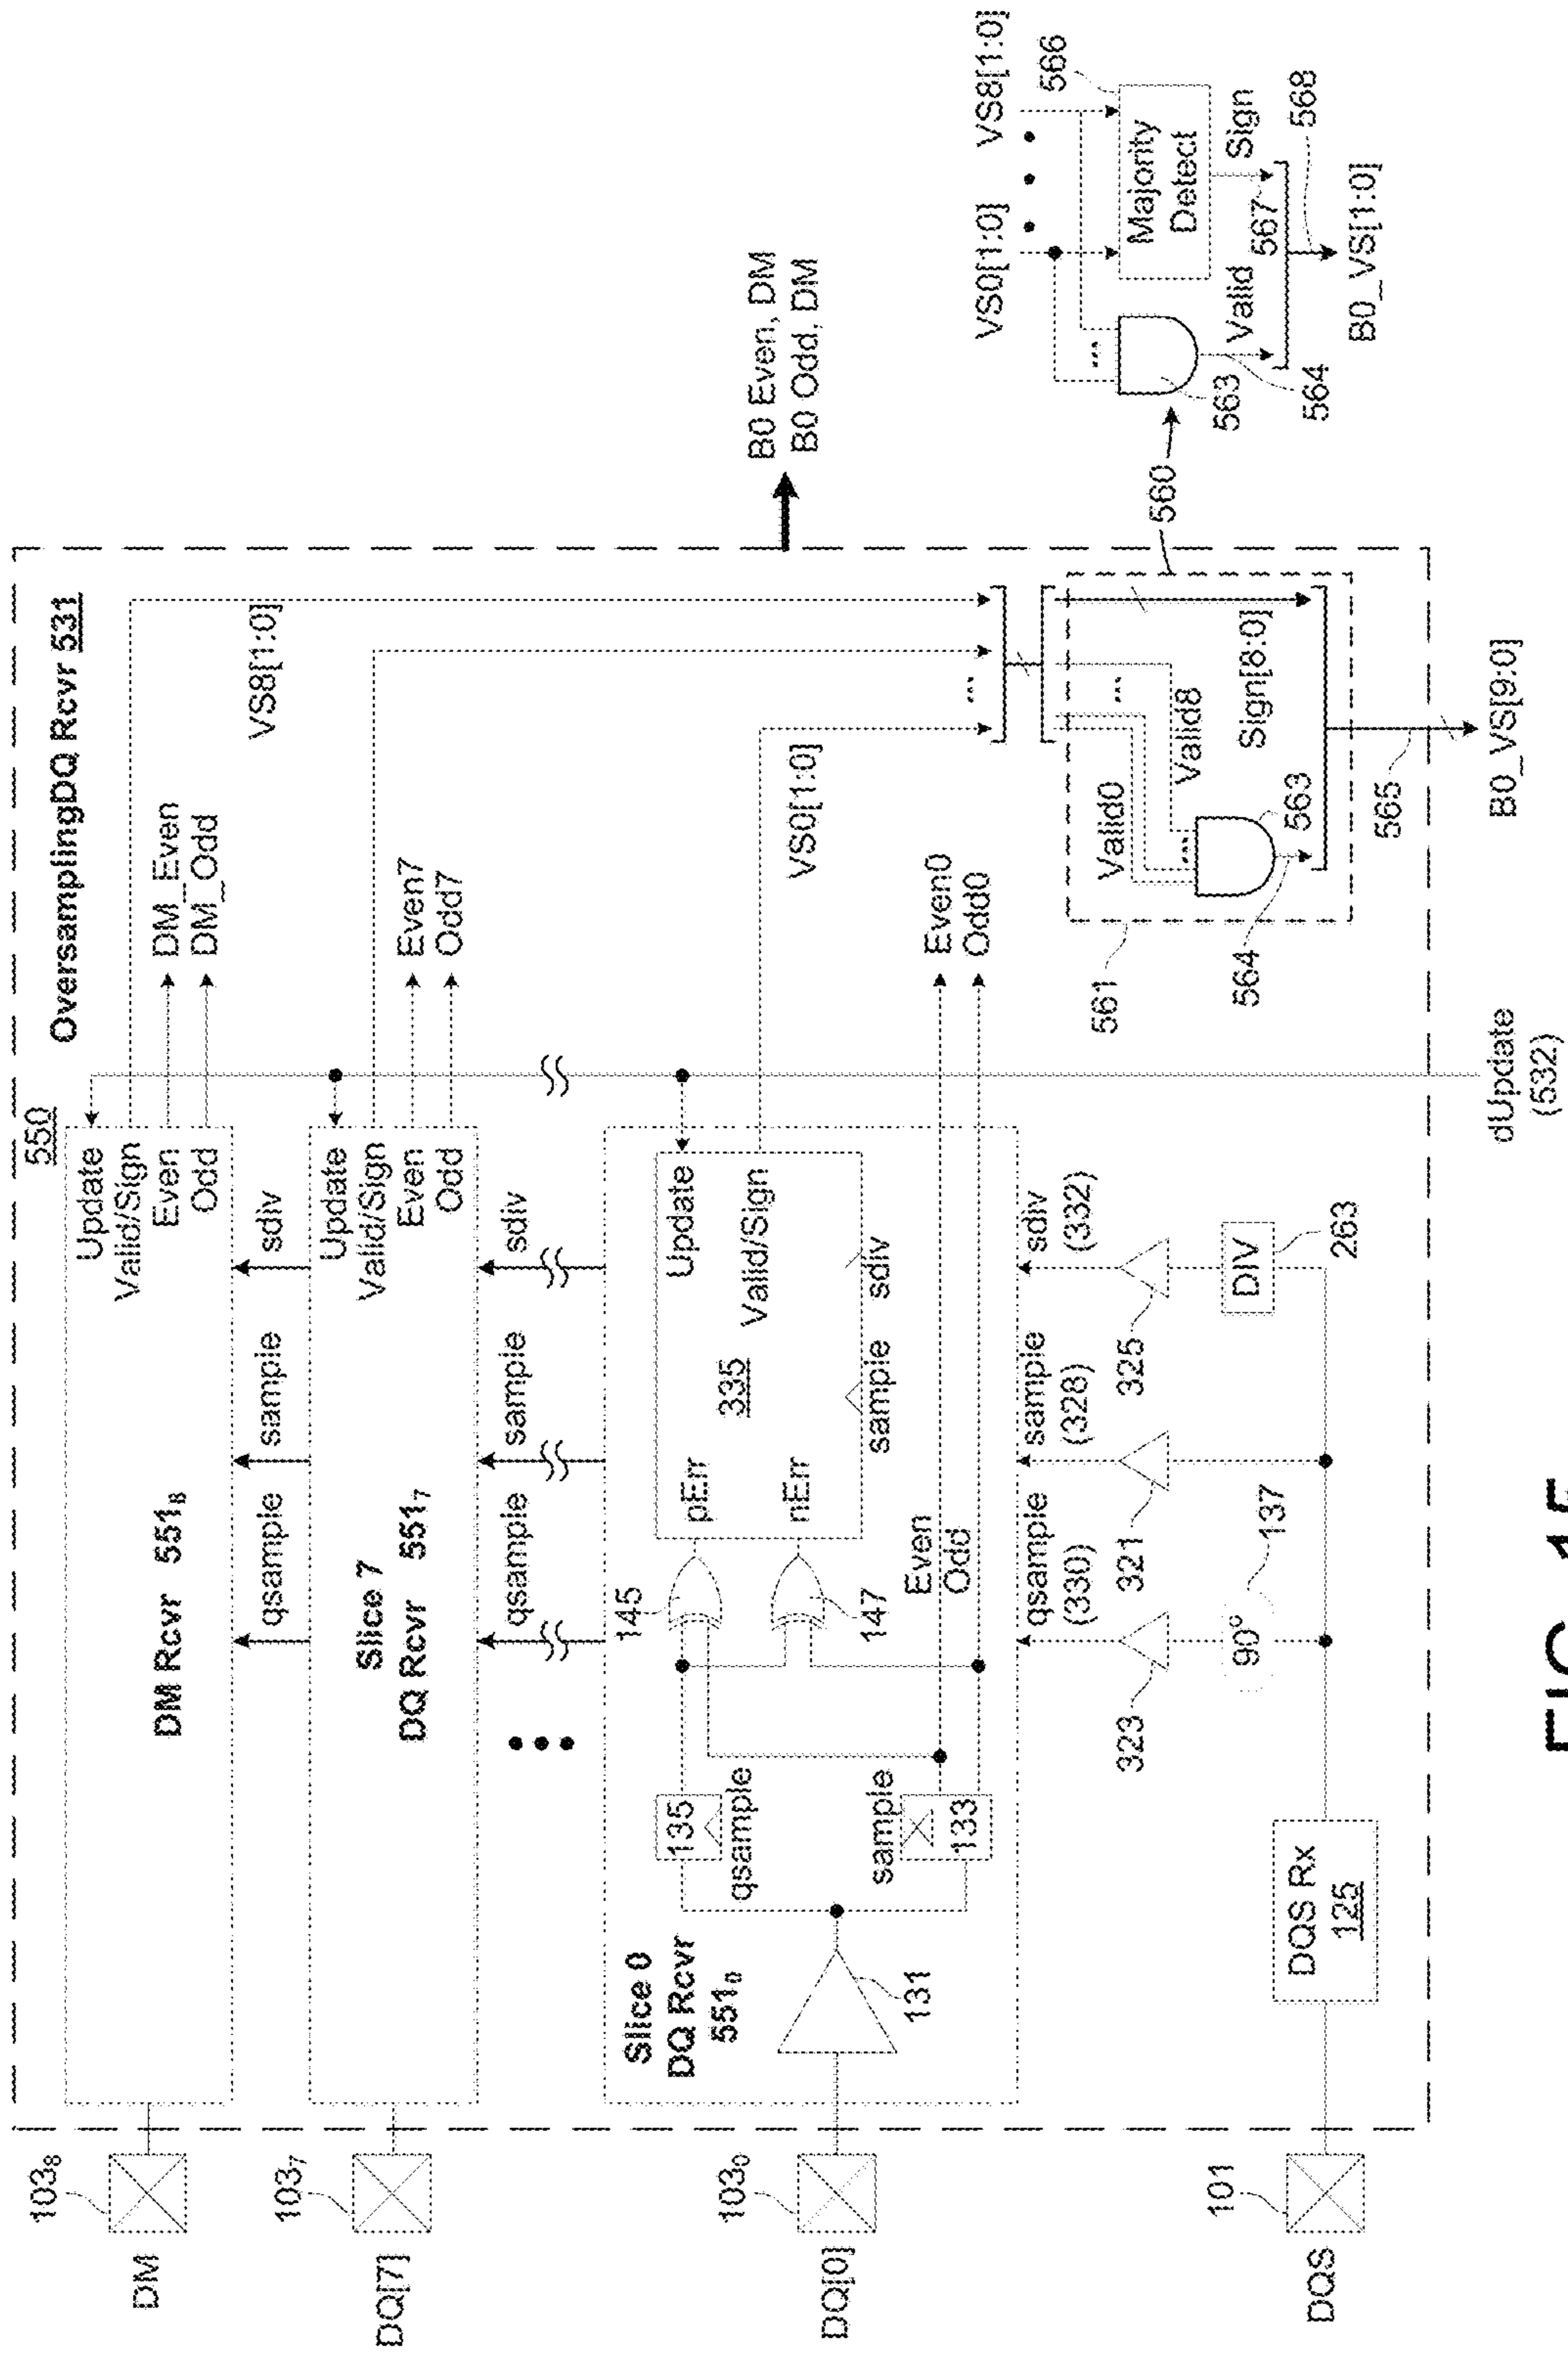 550
OversamplingDQ Rcvr 531
103₈
DM
DM Rcvr 551₈
Update
Valid/Sign
Even
Odd
DM_Even
DM_Odd
VS8[1:0]
qsample
sample
sdiv
103₇
DQ[7]
Slice 7
DQ Rcvr 551₇
Update
Valid/Sign
Even
Odd
Even7
Odd7
qsample
sample
sdiv
103₀
DQ[0]
Slice 0
DQ Rcvr
551₀
131
135
qsample
sample
133
145
147
pErr
nErr
335
Update
Valid/Sign
sample
sdiv
Even
Odd
VS0[1:0]
Even0
Odd0
B0 Even, DM
B0 Odd, DM
qsample
(330)
sample
(328)
sdiv
(332)
323
321
325
90°
137
DIV
263
101
DQS
DQS Rx
125
dUpdate
(532)
561
560
Valid0
Valid8
Sign[8:0]
563
564
565
B0_VS[9:0]
VS0[1:0]
VS8[1:0]
566
Majority
Detect
563
564
Valid
567
Sign
568
B0_VS[1:0]